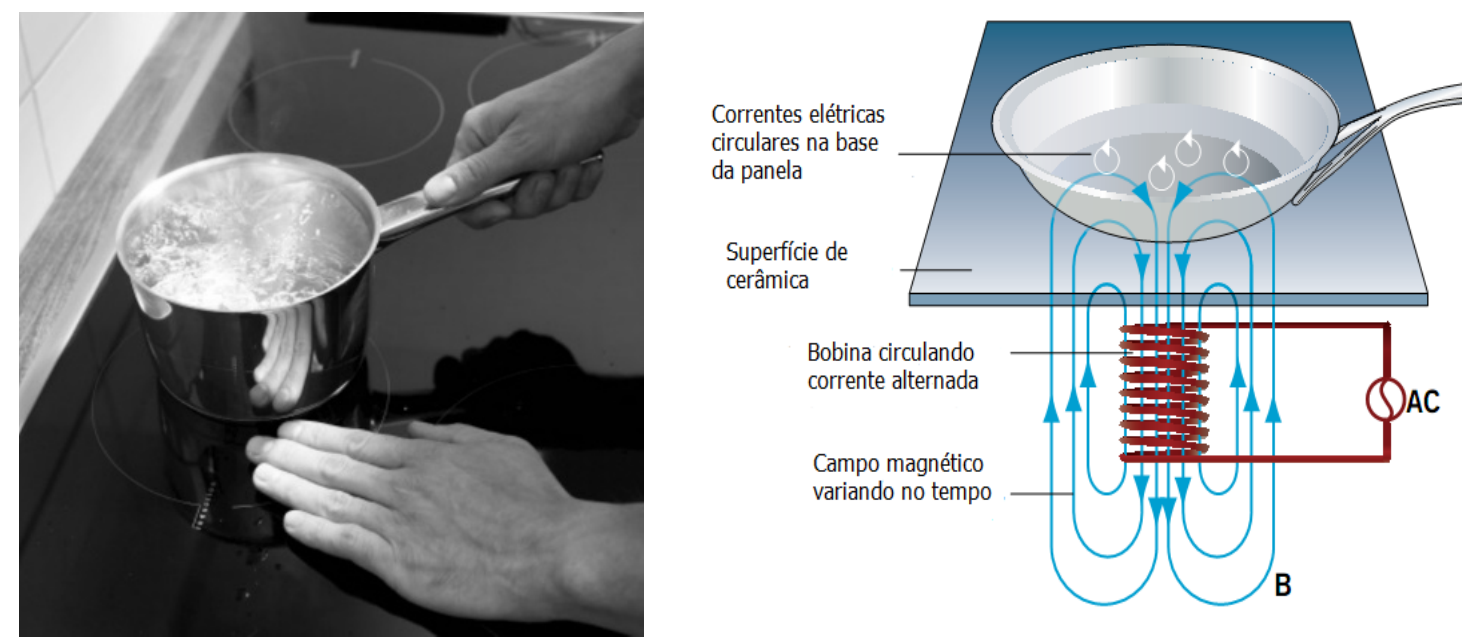 Correntes elétricas
circulares na base
da panela
Superfície de
cerâmica
Bobina circulando
corrente alternada
AC
Campo magnético
variando no tempo
B